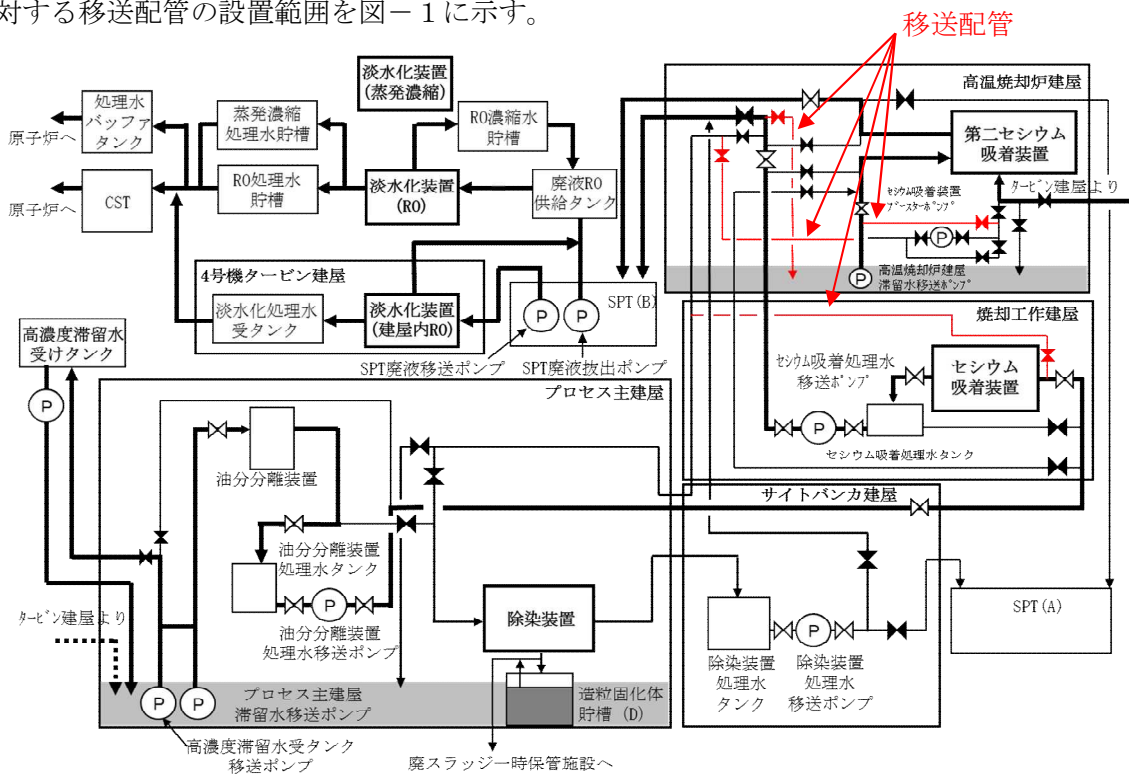 対する移送配管の設置範囲を図－１に示す。
移送配管
高温焼却炉建屋
淡水化装置
(蒸発濃縮)
処理水
バッファ
タンク
原子炉へ
蒸発濃縮
処理水貯槽
RO濃縮水
貯槽
第二セシウム
吸着装置
CST
原子炉へ
RO処理水
貯槽
淡水化装置
(RO)
廃液RO
供給タンク
セシウム吸着装置
ブースターポンプ
タービン建屋より
P
4号機タービン建屋
淡水化処理水
受タンク
淡水化装置
(建屋内RO)
P
P
SPT(B)
P
高温焼却炉建屋
滞留水移送ポンプ
SPT廃液移送ポンプ
SPT廃液抜出ポンプ
焼却工作建屋
高濃度滞留水
受けタンク
P
プロセス主建屋
セシウム吸着処理水
移送ポンプ
セシウム
吸着装置
P
セシウム吸着処理水タンク
油分分離装置
サイトバンカ建屋
油分分離装置
処理水タンク
P
油分分離装置
処理水移送ポンプ
タービン建屋より
除染装置
P
SPT(A)
除染装置
処理水
タンク
除染装置
処理水
移送ポンプ
P
P
プロセス主建屋
滞留水移送ポンプ
造粒固化体
貯槽（D）
高濃度滞留水受タンク
移送ポンプ
廃スラッジ一時保管施設へ